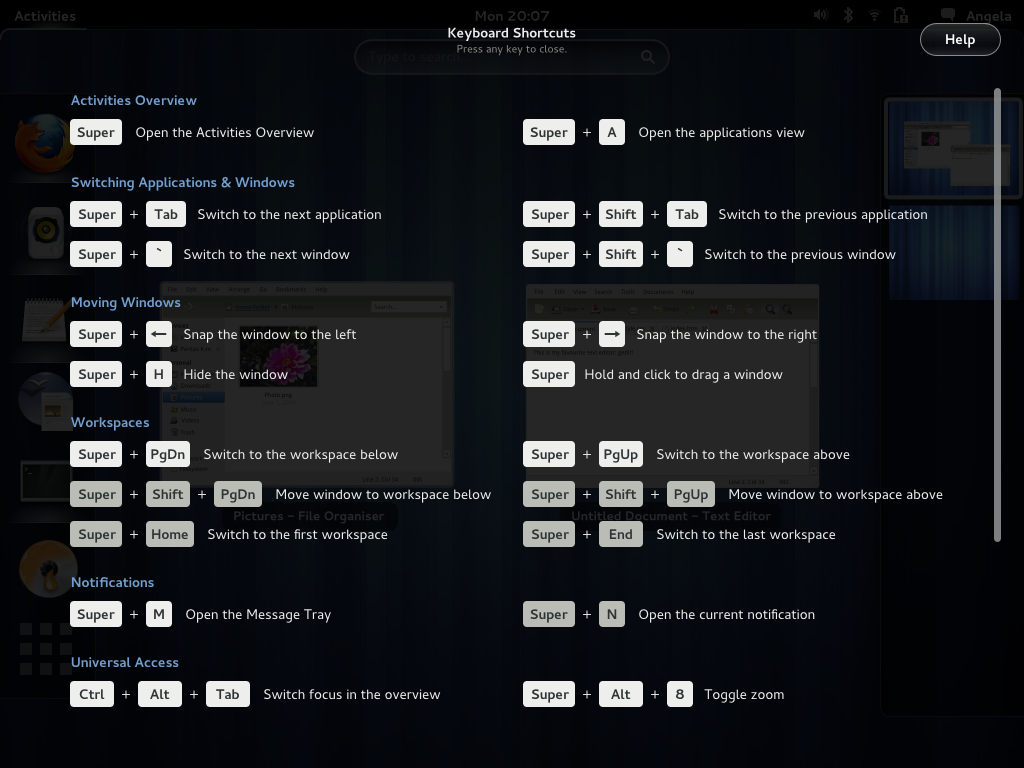 Activities
Mon 20:07
Angela
Keyboard Shortcuts
Press any key to close.
Help
Type to search...
Activities Overview
Super Open the Activities Overview
Super + A Open the applications view
Switching Applications & Windows
Super + Tab Switch to the next application
Super + Shift + Tab Switch to the previous application
Super + ` Switch to the next window
Super + Shift + ` Switch to the previous window
Moving Windows
Super + ← Snap the window to the left
Super + → Snap the window to the right
Super + H Hide the window
Super Hold and click to drag a window
Photo.png
Workspaces
Super + PgDn Switch to the workspace below
Super + PgUp Switch to the workspace above
Super + Shift + PgDn Move window to workspace below
Super + Shift + PgUp Move window to workspace above
Pictures – File Organiser
Untitled Document – Text Editor
Super + Home Switch to the first workspace
Super + End Switch to the last workspace
Notifications
Super + M Open the Message Tray
Super + N Open the current notification
Universal Access
Ctrl + Alt + Tab Switch focus in the overview
Super + Alt + 8 Toggle zoom